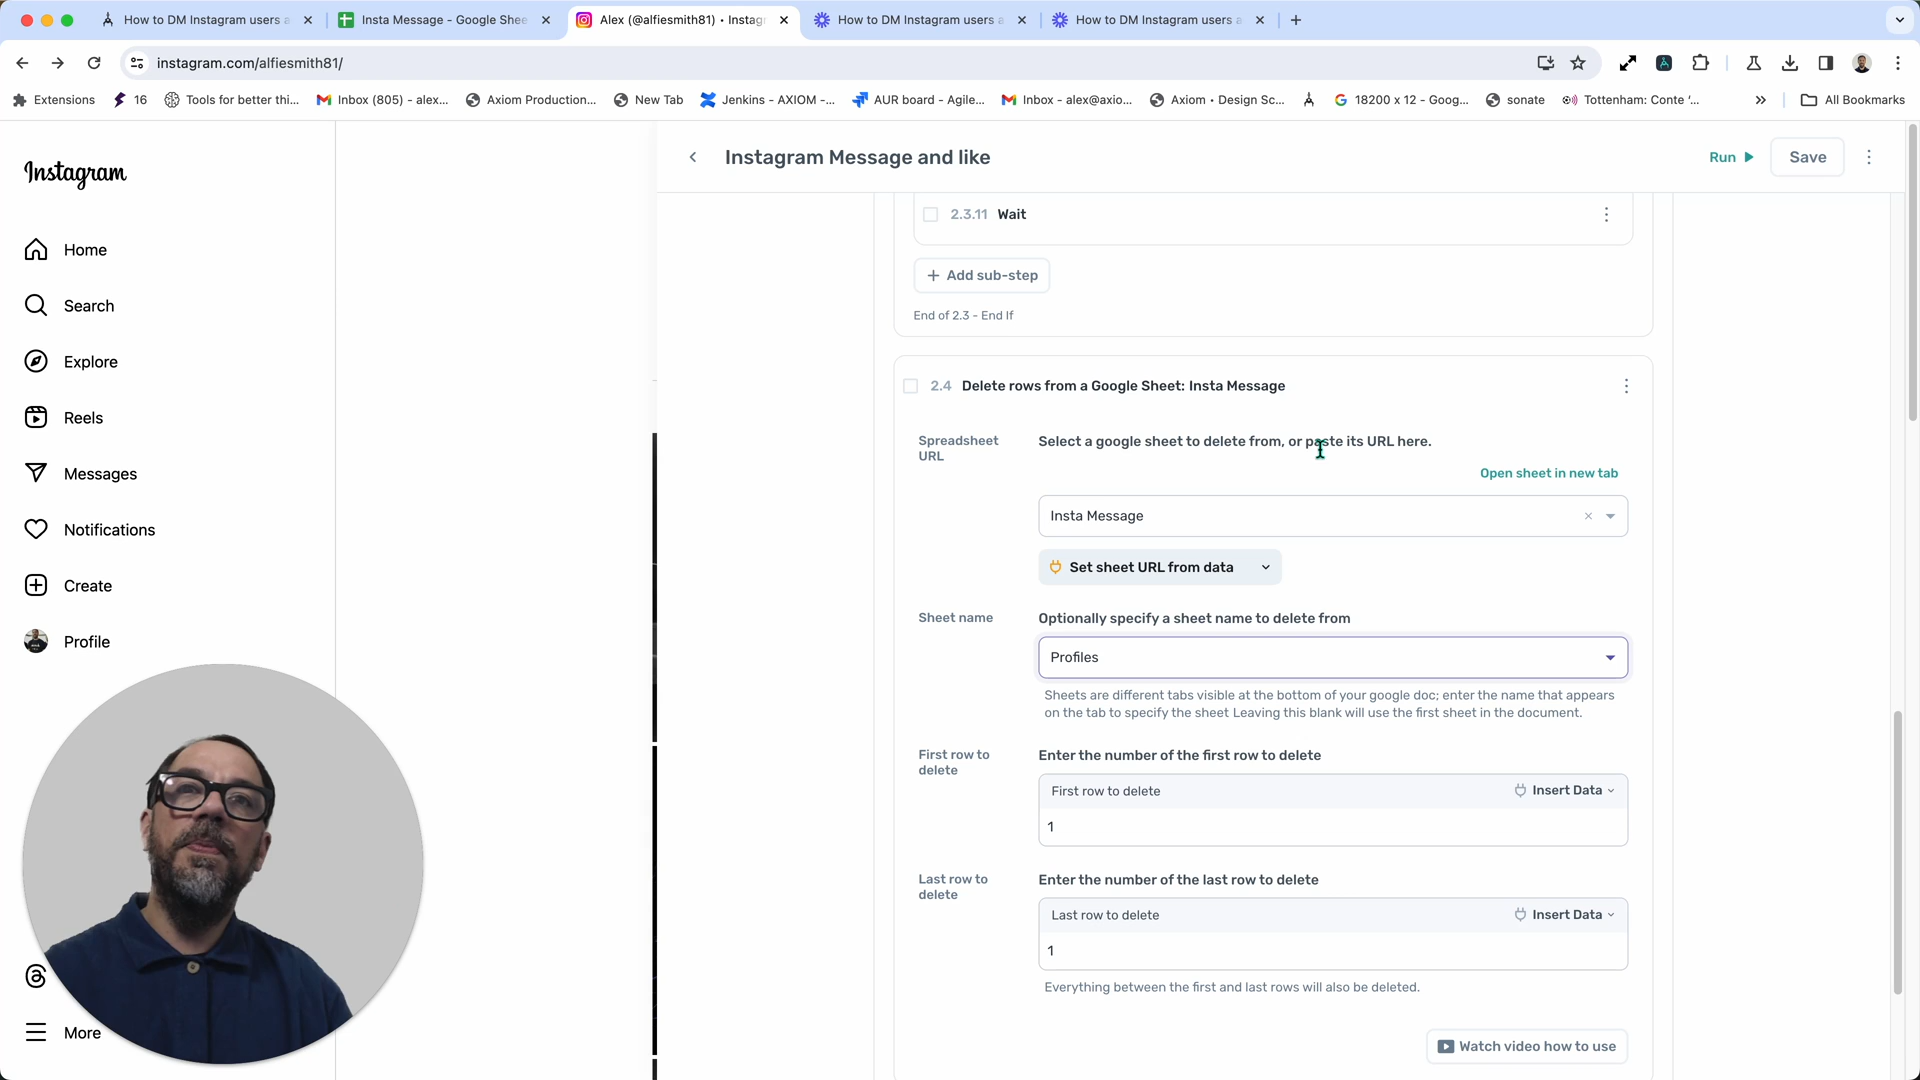 How to DM Instagram users a
Insta Message - Google Shee
Alex (@alfiesmith81) • Instag
How to DM Instagram users a
How to DM Instagram users a
instagram.com/alfiesmith81/
Extensions
16
Tools for better thi...
Inbox (805) - alex...
Axiom Production...
New Tab
Jenkins - AXIOM -...
AUR board - Agile...
Inbox - alex@axio...
Axiom • Design Sc...
18200 x 12 - Goog...
sonate
Tottenham: Conte ‘...
All Bookmarks
Instagram
Home
Search
Explore
Reels
Messages
Notifications
Create
Profile
More
Instagram Message and like
Run
Save
2.3.11 Wait
+ Add sub-step
End of 2.3 - End If
2.4 Delete rows from a Google Sheet: Insta Message
Spreadsheet URL
Select a google sheet to delete from, or paste its URL here.
Open sheet in new tab
Insta Message
Set sheet URL from data
Sheet name
Optionally specify a sheet name to delete from
Profiles
Sheets are different tabs visible at the bottom of your google doc; enter the name that appears
on the tab to specify the sheet Leaving this blank will use the first sheet in the document.
First row to
delete
Enter the number of the first row to delete
First row to delete
Insert Data
1
Last row to
delete
Enter the number of the last row to delete
Last row to delete
Insert Data
1
Everything between the first and last rows will also be deleted.
Watch video how to use